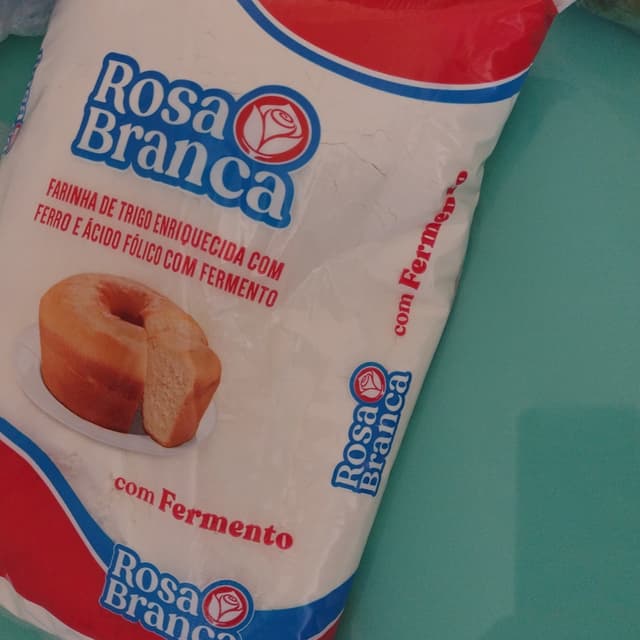 Rosa
Branca
FARINHA DE TRIGO ENRIQUECIDA COM
FERRO E ÁCIDO FÓLICO COM FERMENTO
com Fermento
Rosa
Branca
com Fermento
Rosa
Branca